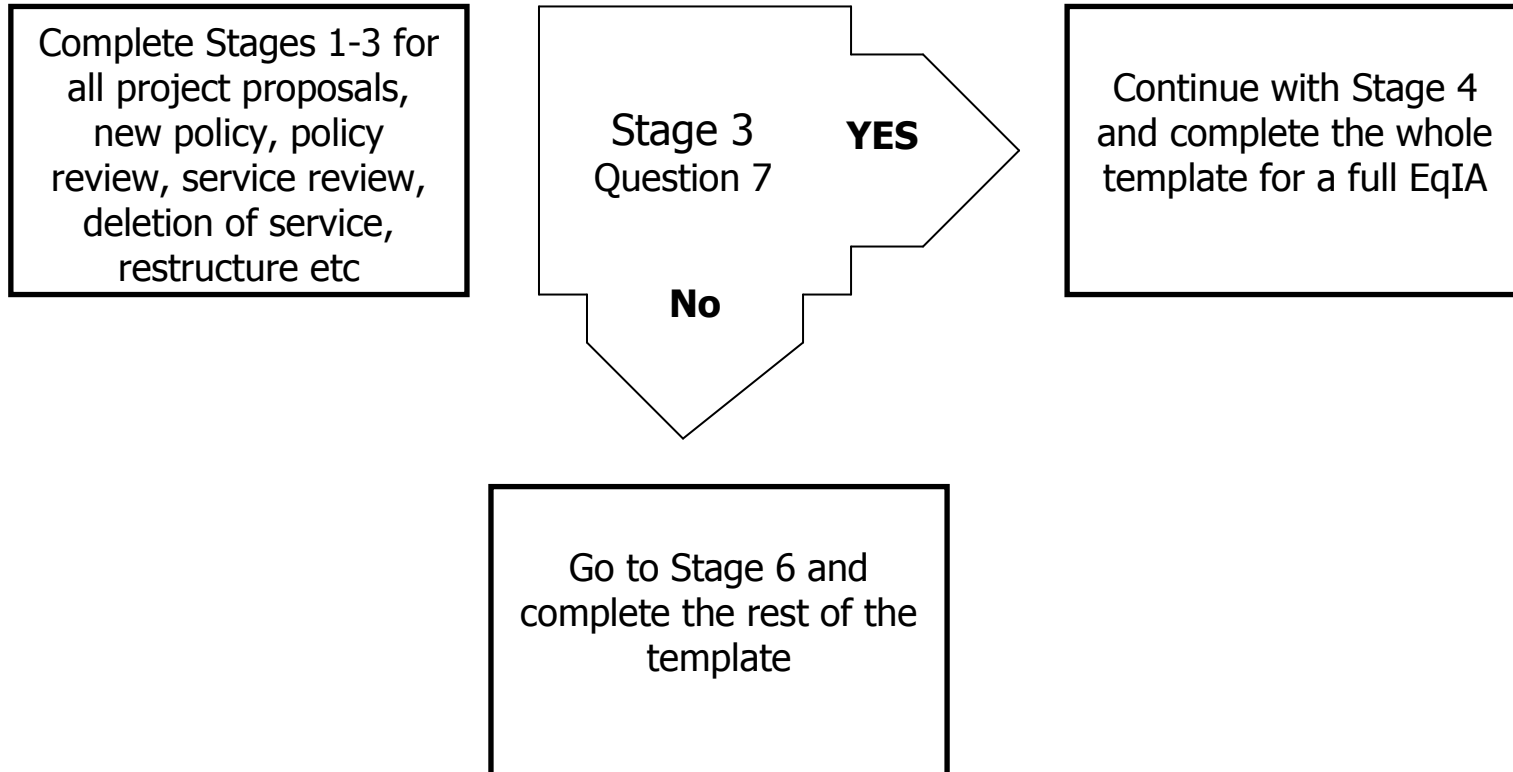 Complete Stages 1-3 for
all project proposals,
new policy, policy
review, service review,
deletion of service,
restructure etc
Stage 3
Question 7
YES
No
Continue with Stage 4
and complete the whole
template for a full EqIA
Go to Stage 6 and
complete the rest of the
template